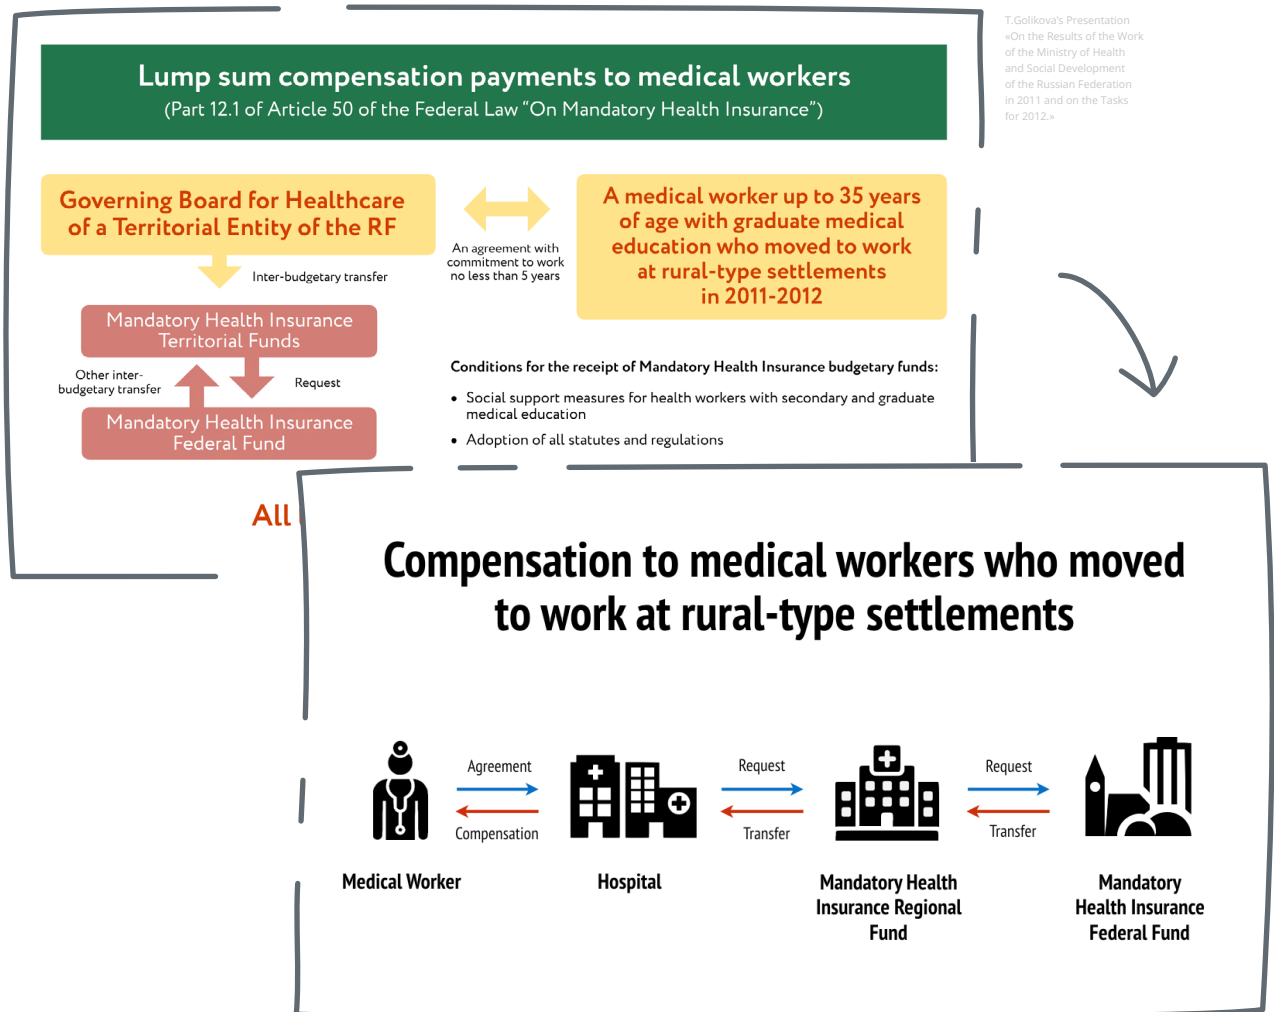 T.Golikova's Presentation
«On the Results of the Work
of the Ministry of Health
and Social Development
of the Russian Federation
in 2011 and on the Tasks
for 2012.»
Lump sum compensation payments to medical workers
(Part 12.1 of Article 50 of the Federal Law “On Mandatory Health Insurance”)
Governing Board for Healthcare
of a Territorial Entity of the RF
An agreement with
commitment to work
no less than 5 years
A medical worker up to 35 years
of age with graduate medical
education who moved to work
at rural-type settlements
in 2011-2012
Inter-budgetary transfer
Mandatory Health Insurance
Territorial Funds
Other inter-
budgetary transfer
Request
Mandatory Health Insurance
Federal Fund
Conditions for the receipt of Mandatory Health Insurance budgetary funds:
• Social support measures for health workers with secondary and graduate
medical education
• Adoption of all statutes and regulations
All
Compensation to medical workers who moved
to work at rural-type settlements
Agreement
Compensation
Request
Transfer
Request
Transfer
Medical Worker
Hospital
Mandatory Health
Insurance Regional
Fund
Mandatory
Health Insurance
Federal Fund